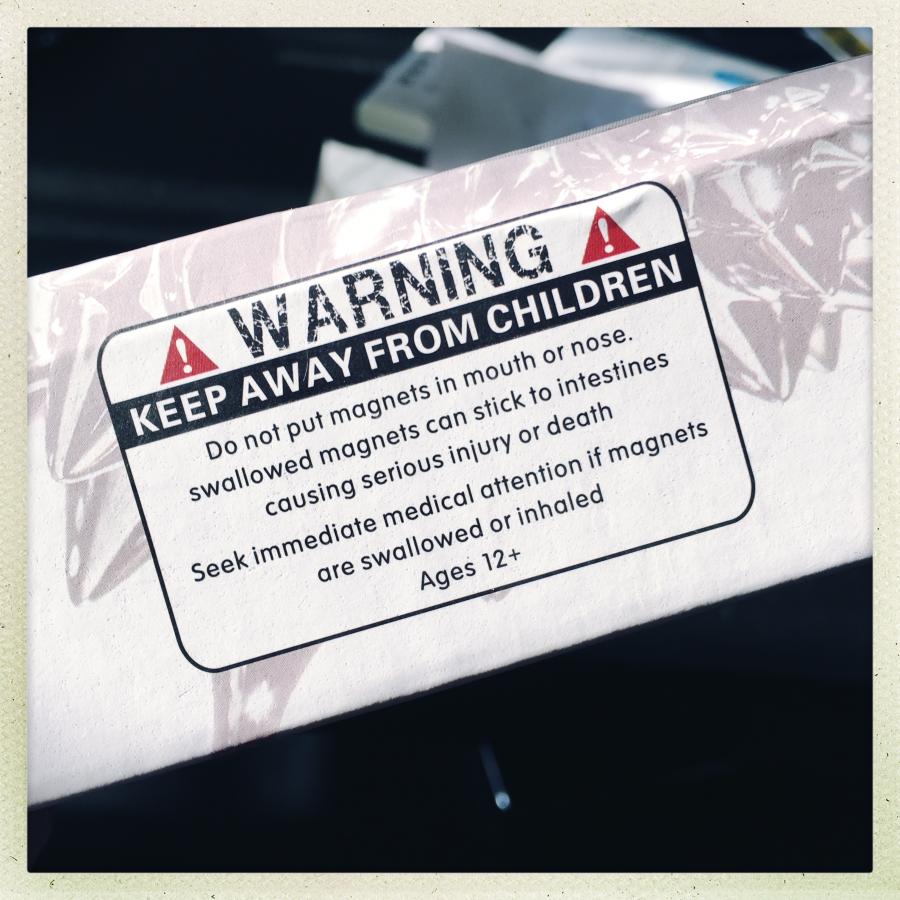 WARNING
KEEP AWAY FROM CHILDREN
Do not put magnets in mouth or nose.
swallowed magnets can stick to intestines
causing serious injury or death
Seek immediate medical attention if magnets
are swallowed or inhaled
Ages 12+